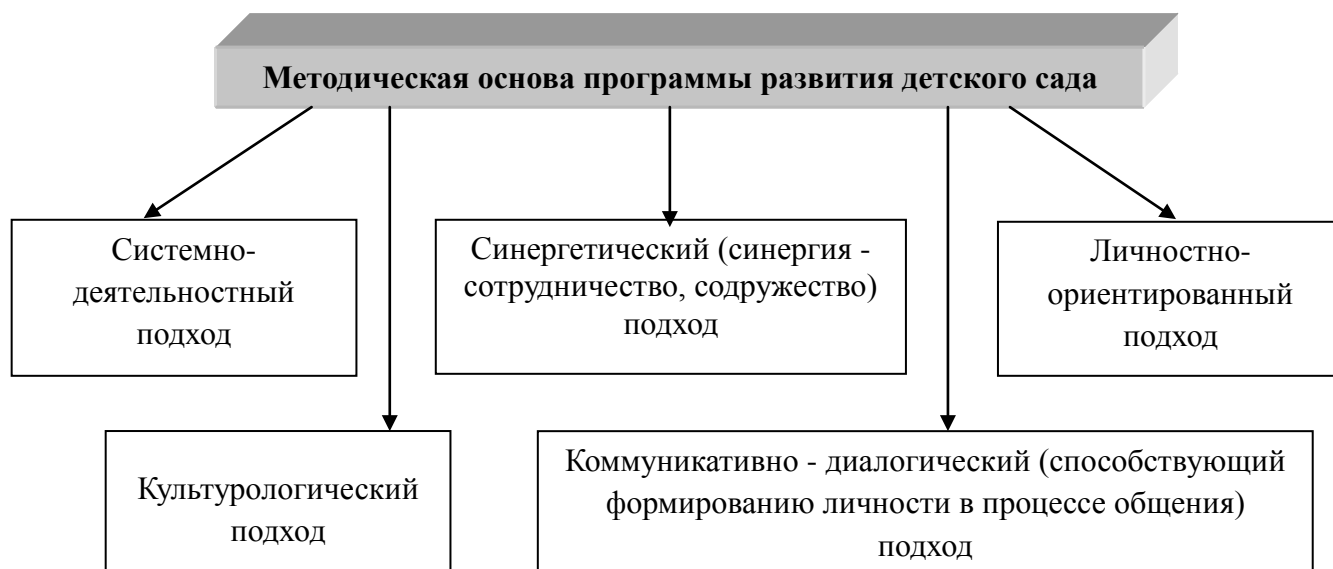 Методическая основа программы развития детского сада
Системно-
деятельностный
подход
Синергетический (синергия -
сотрудничество, содружество)
подход
Личностно-
ориентированный
подход
Культурологический
подход
Коммуникативно - диалогический (способствующий
формированию личности в процессе общения)
подход